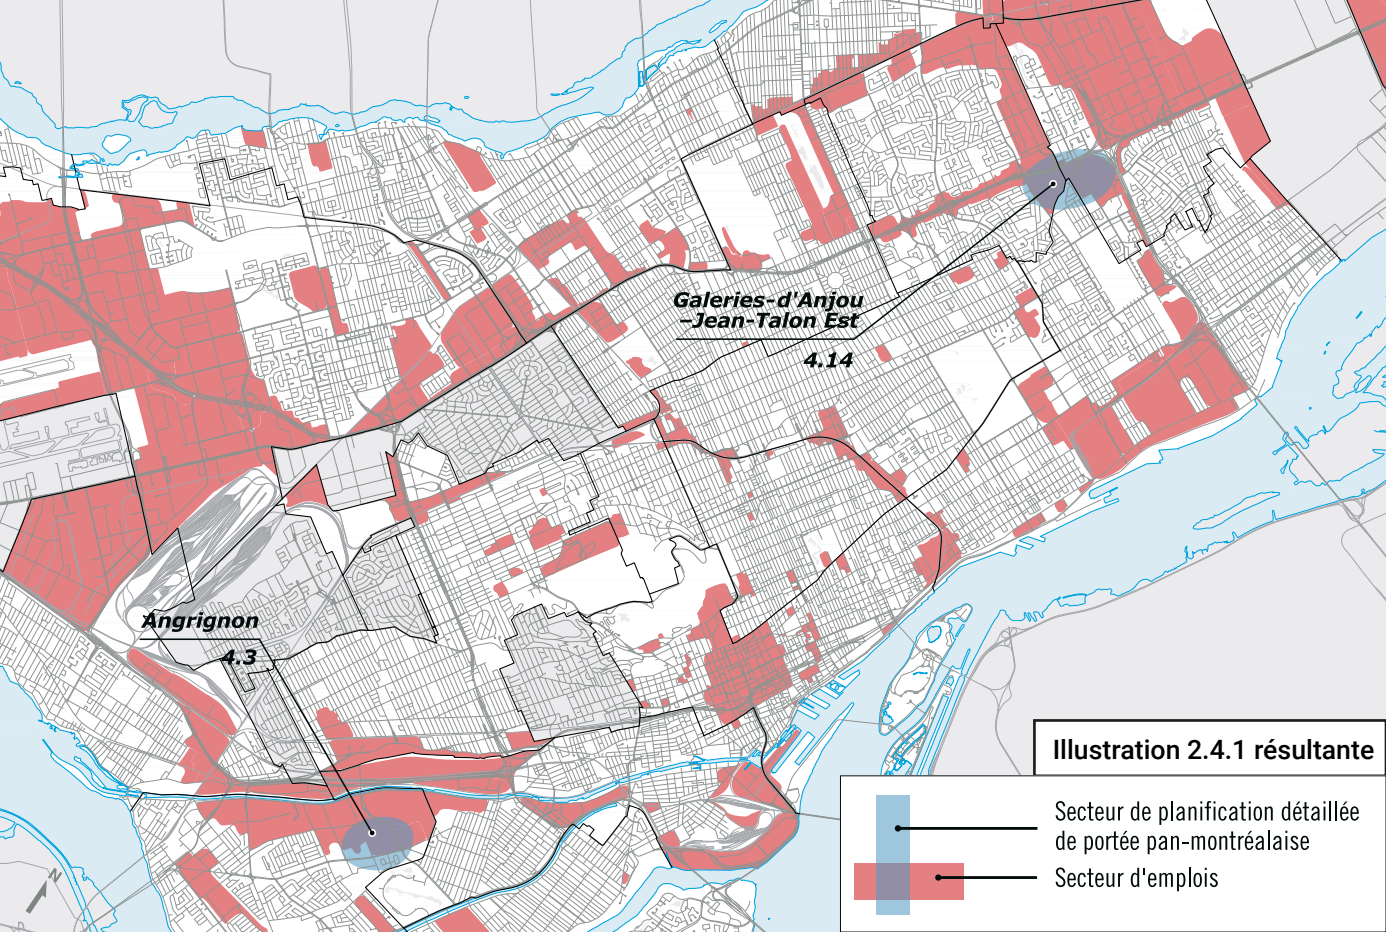 Galeries-d'Anjou
–Jean-Talon Est
4.14
Angrignon
4.3
Illustration 2.4.1 résultante
Secteur de planification détaillée
de portée pan-montréalaise
Secteur d'emplois
N